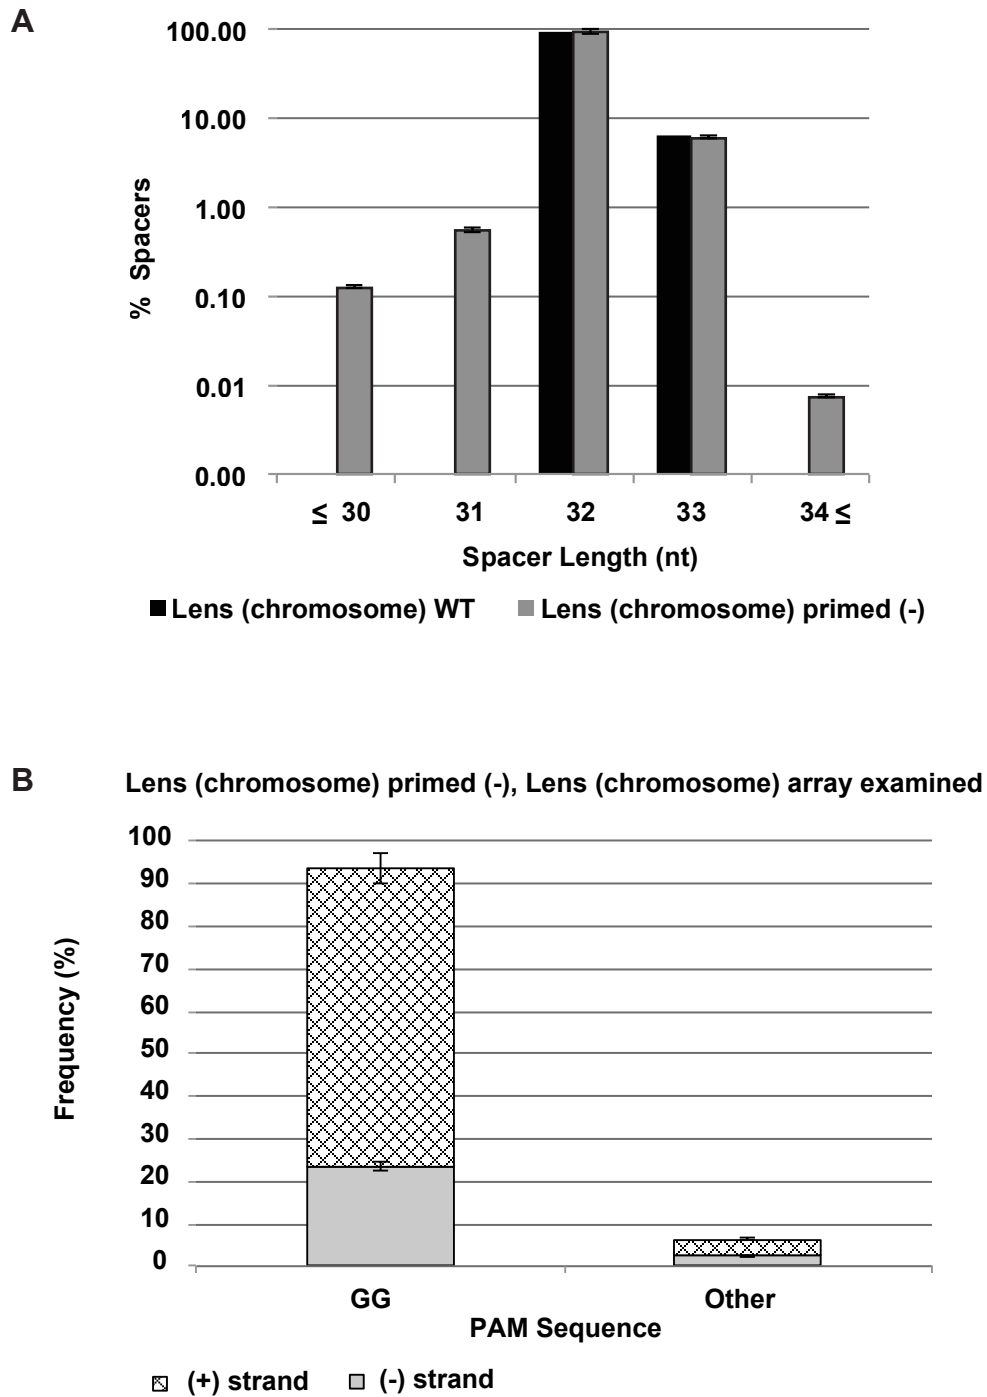 A
100.00
10.00
1.00
0.10
0.01
0.00
% Spacers
≤ 30 31 32 33 34 ≤
Spacer Length (nt)
Lens (chromosome) WT Lens (chromosome) primed (-)
B
Lens (chromosome) primed (-), Lens (chromosome) array examined
100
90
80
70
60
50
40
30
20
10
0
Frequency (%)
GG Other
PAM Sequence
(+) strand (-) strand